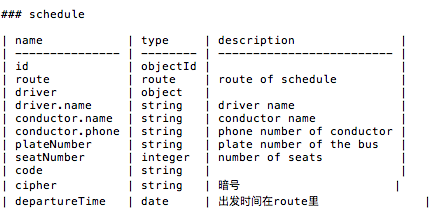 ### schedule
| name | type | description |
| --------------- | -------- | ------------------------- |
| id | objectId | |
| route | route | route of schedule |
| driver | object | |
| driver.name | string | driver name |
| conductor.name | string | conductor name |
| conductor.phone | string | phone number of conductor |
| plateNumber | string | plate number of the bus |
| seatNumber | integer | number of seats |
| code | string | |
| cipher | string | 暗号 |
| departureTime | date | 出发时间在route里 |